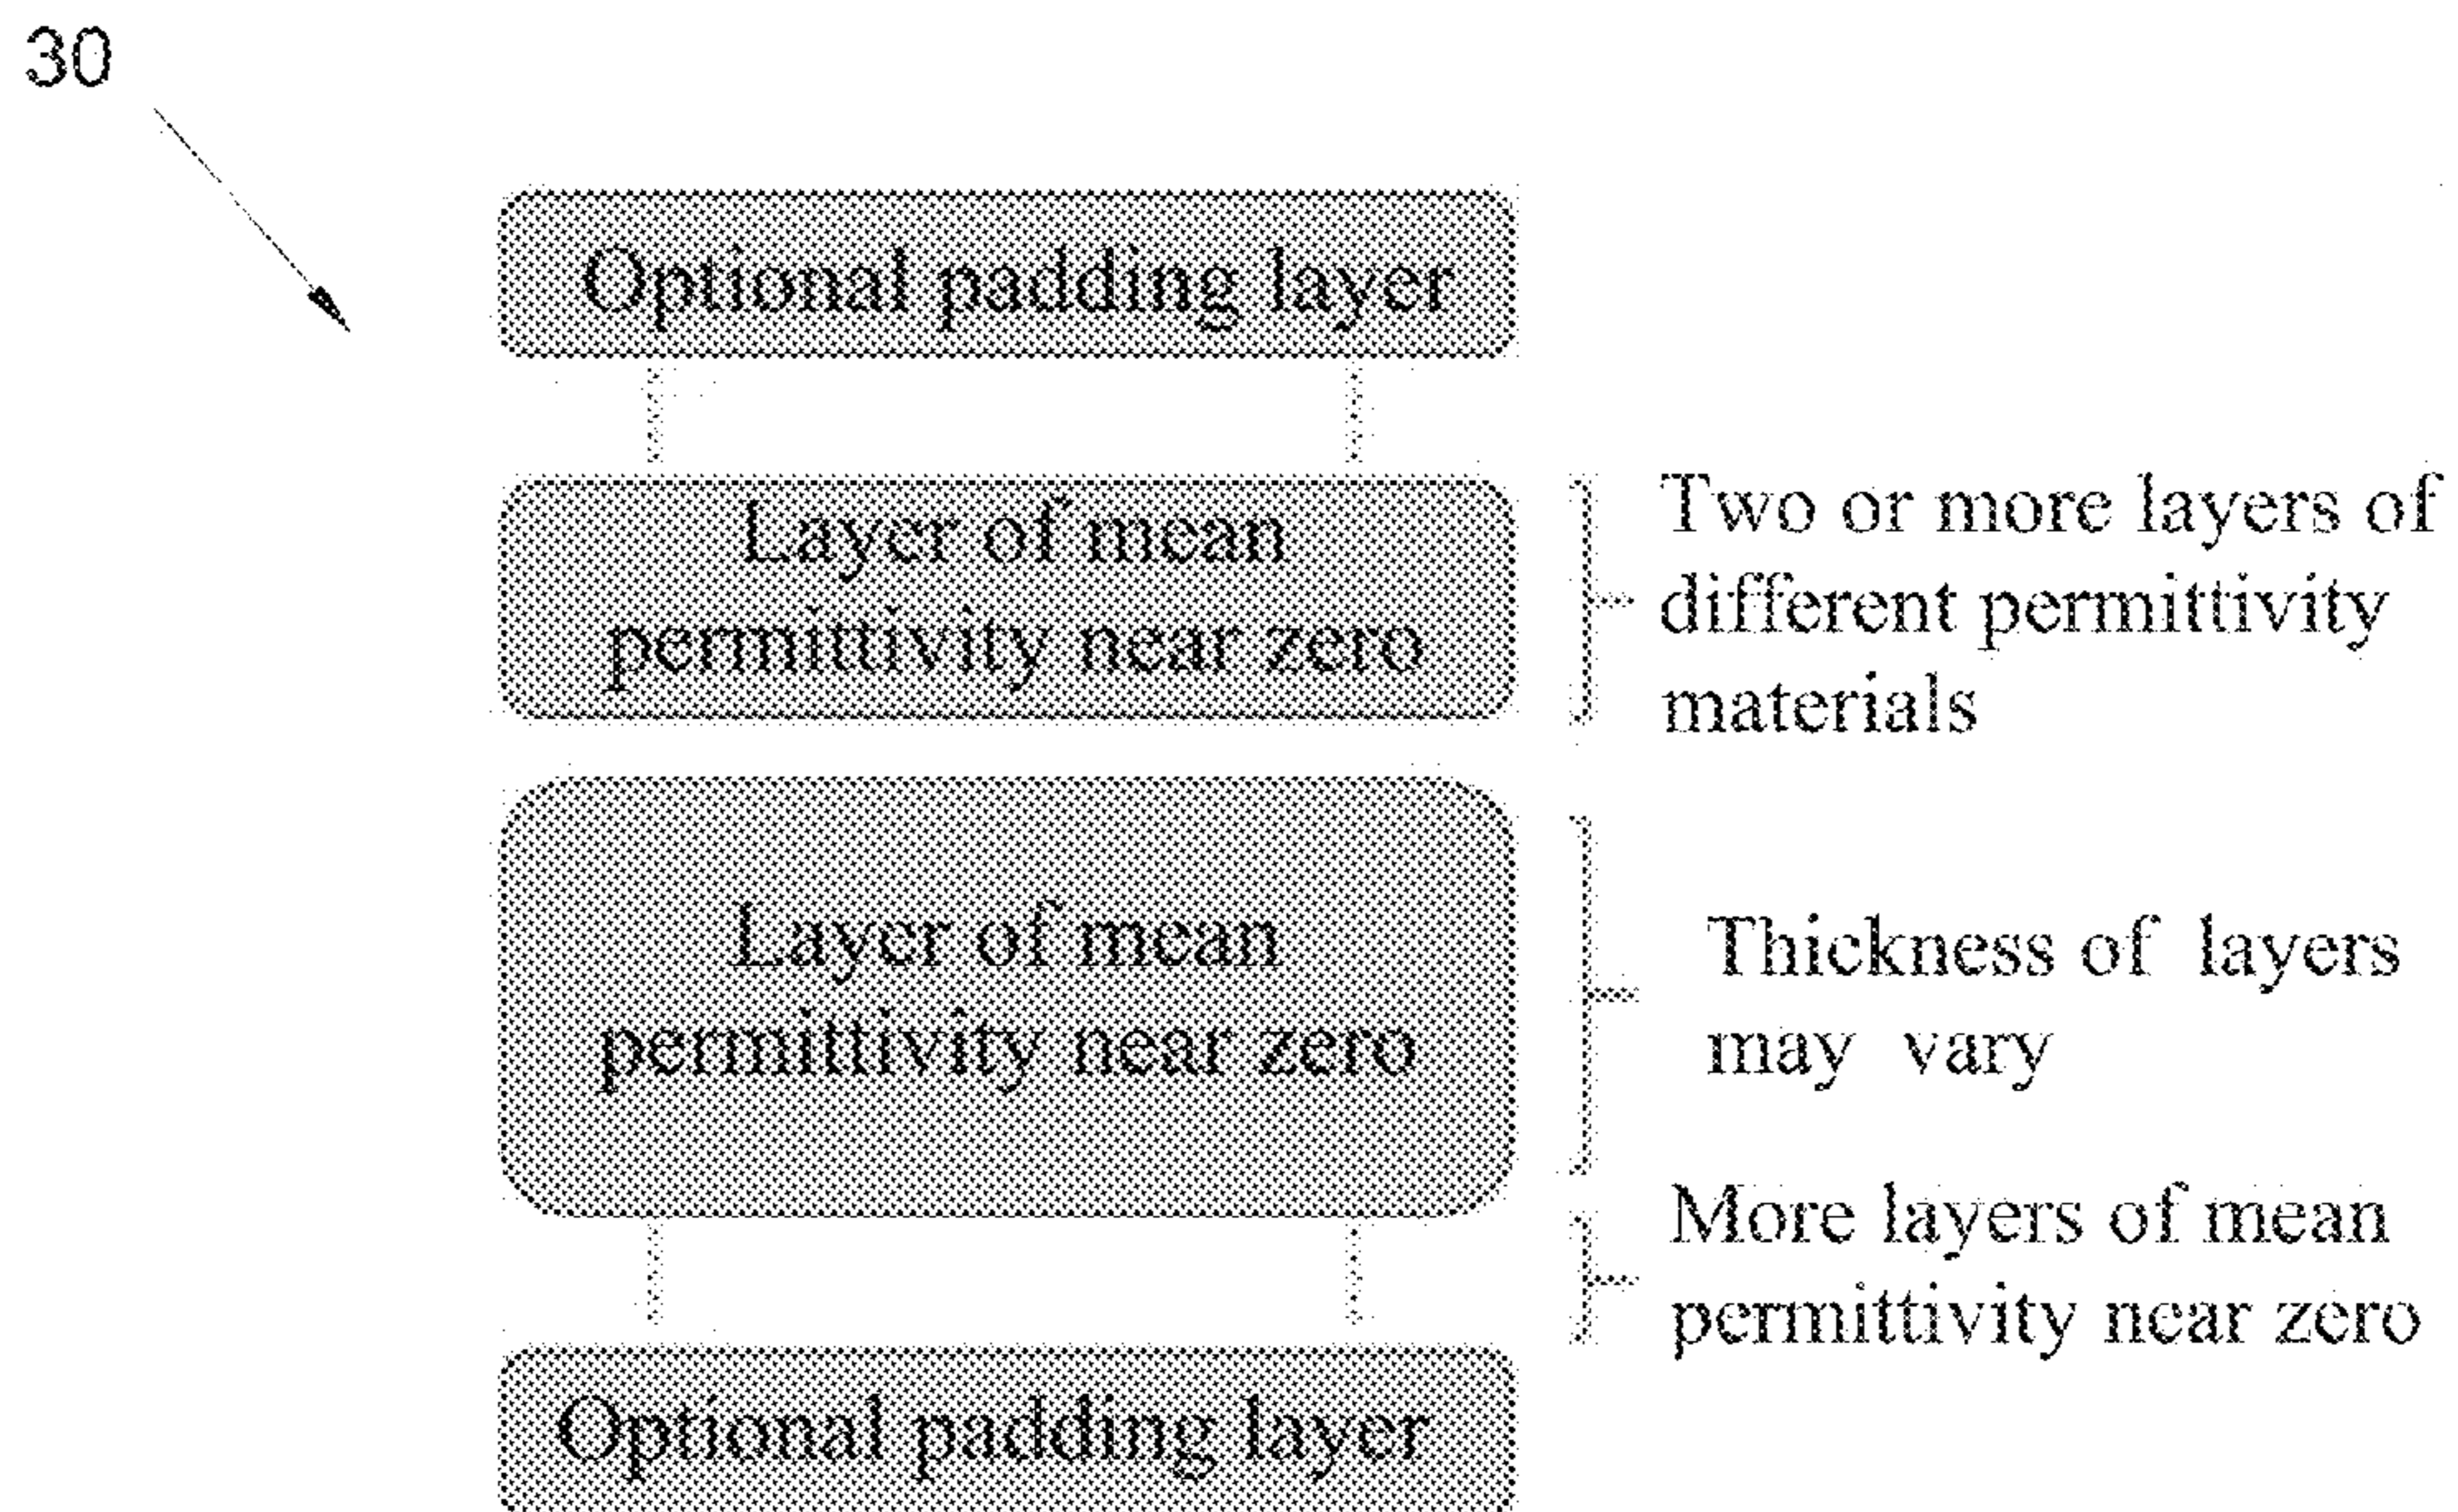 30
Optional padding layer
Layer of mean
permittivity near zero
Two or more layers of
different permittivity
materials
Layer of mean
permittivity near zero
Thickness of layers
may vary
More layers of mean
permittivity near zero
Optional padding layer